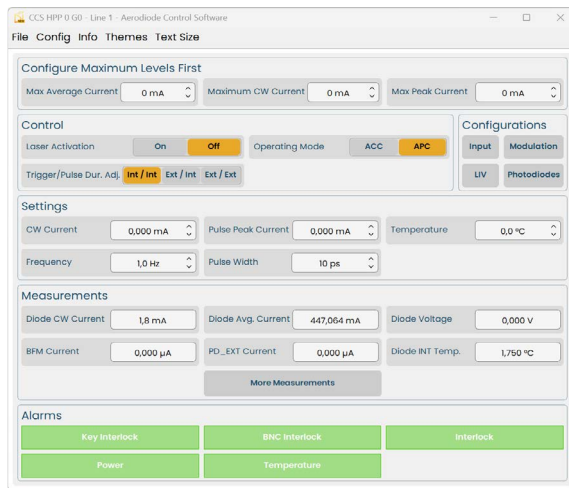 CCS HPP 0 G0 - Line 1 - Aerodiode Control Software
File Config Info Themes Text Size
Configure Maximum Levels First
Max Average Current 0 mA Maximum CW Current 0 mA Max Peak Current 0 mA
Control Configurations
Laser Activation On Off Operating Mode ACC APC Input Modulation
Trigger/Pulse Dur. Adj. Int / Int Ext / Int Ext / Ext LIV Photodiodes
Settings
CW Current 0,000 mA Pulse Peak Current 0,000 mA Temperature 0,0 ºC
Frequency 1,0 Hz Pulse Width 10 ps
Measurements
Diode CW Current 1,8 mA Diode Avg. Current 447,064 mA Diode Voltage 0,000 V
BFM Current 0,000 µA PD_EXT Current 0,000 µA Diode INT Temp. 1,750 ºC
More Measurements
Alarms
Key Interlock BNC Interlock Interlock
Power Temperature